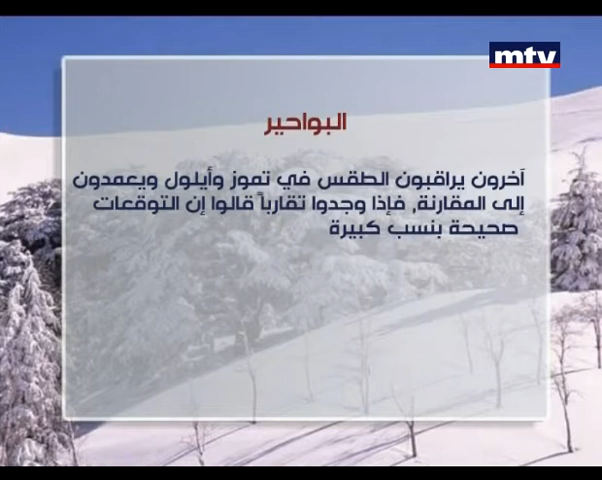 mtv
البواحير
آخرون يراقبون الطقس في تموز وأيلول ويعمدون
إلى المقارنة, فإذا وجدوا تقارباً قالوا إن التوقعات
صحيحة بنسب كبيرة